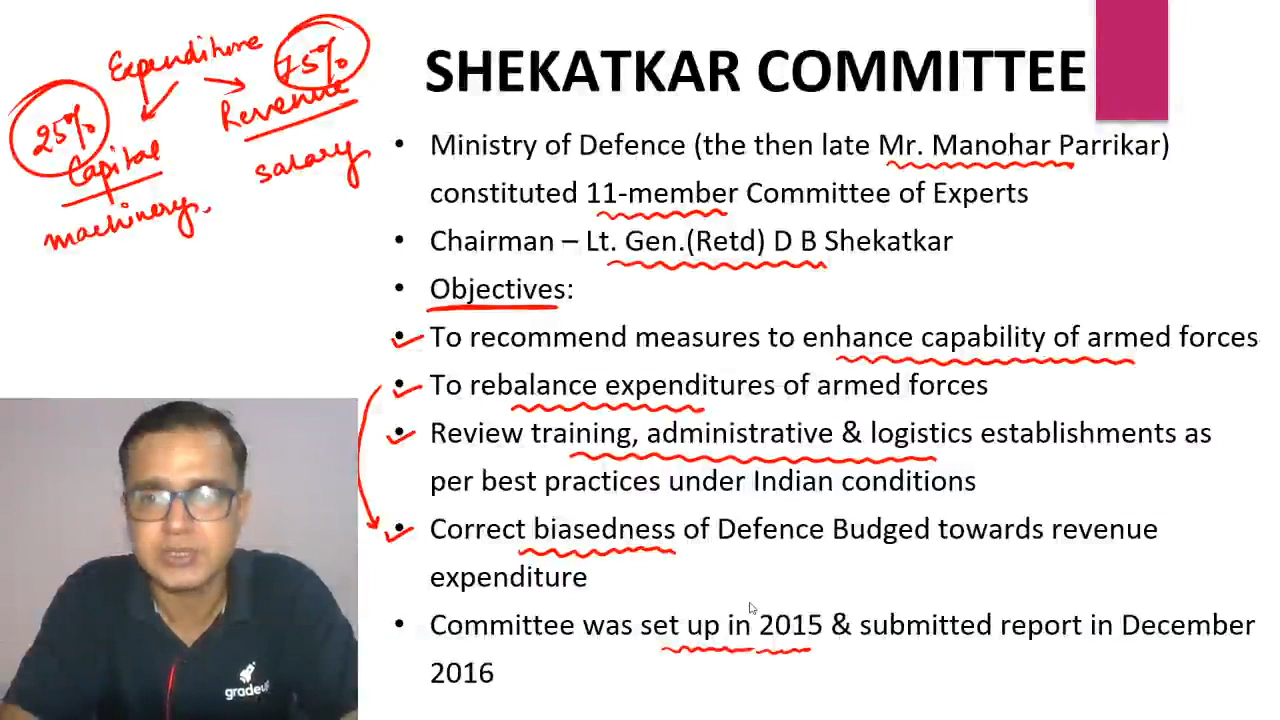 Expenditure
75%
25%
Revenue
Capital
salary
machinery.
SHEKATKAR COMMITTEE
• Ministry of Defence (the then late Mr. Manohar Parrikar)
constituted 11-member Committee of Experts
• Chairman – Lt. Gen.(Retd) D B Shekatkar
• Objectives:
• To recommend measures to enhance capability of armed forces
• To rebalance expenditures of armed forces
• Review training, administrative & logistics establishments as
per best practices under Indian conditions
• Correct biasedness of Defence Budged towards revenue
expenditure
• Committee was set up in 2015 & submitted report in December
2016
gradeup